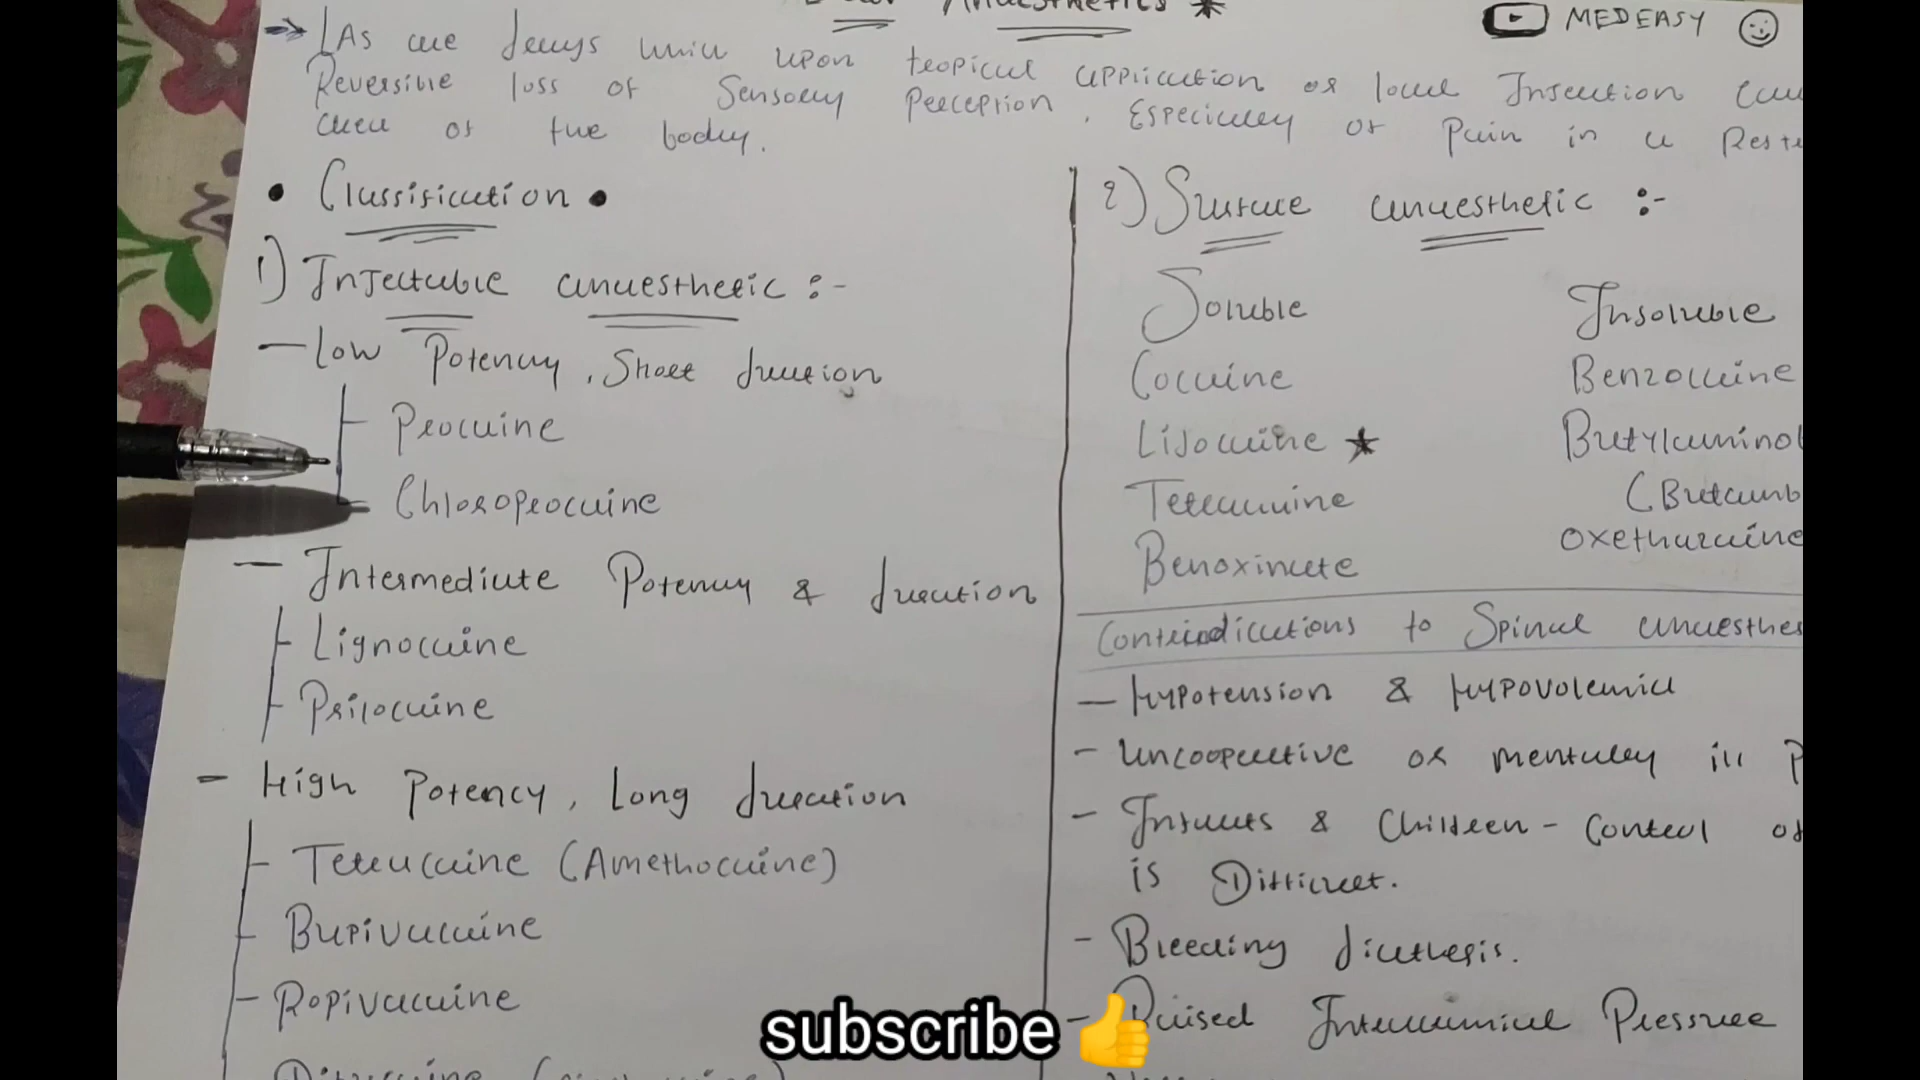 Anaesthetics *
MEDEASY
LAs are drugs which upon topical application or local Injection cau
Reversible loss of Sensory Perception, Especially of Pain in a Rest
area of the body.
• Classification •
1) Injectable anaesthetic :-
— Low Potency, Short duration
Procaine
Chloroprocaine
— Intermediate Potency & duration
Lignocaine
Prilocaine
- High Potency, Long duration
Tetracaine (Amethocaine)
Bupivacaine
Ropivacaine
2) Surface anaesthetic :-
Soluble Insoluble
Cocaine Benzocaine
Lidocaine ★ Butylaminob
Tetracaine (Butamb
Benoxinate Oxethazaine
Contraindications to Spinal anaesthes
— Hypotension & Hypovolemia
- Uncooperative or mentally ill P
- Infants & Children - Control of
is Difficult.
- Bleeding diathesis.
- Raised Intracranial Pressure
subscribe 👍